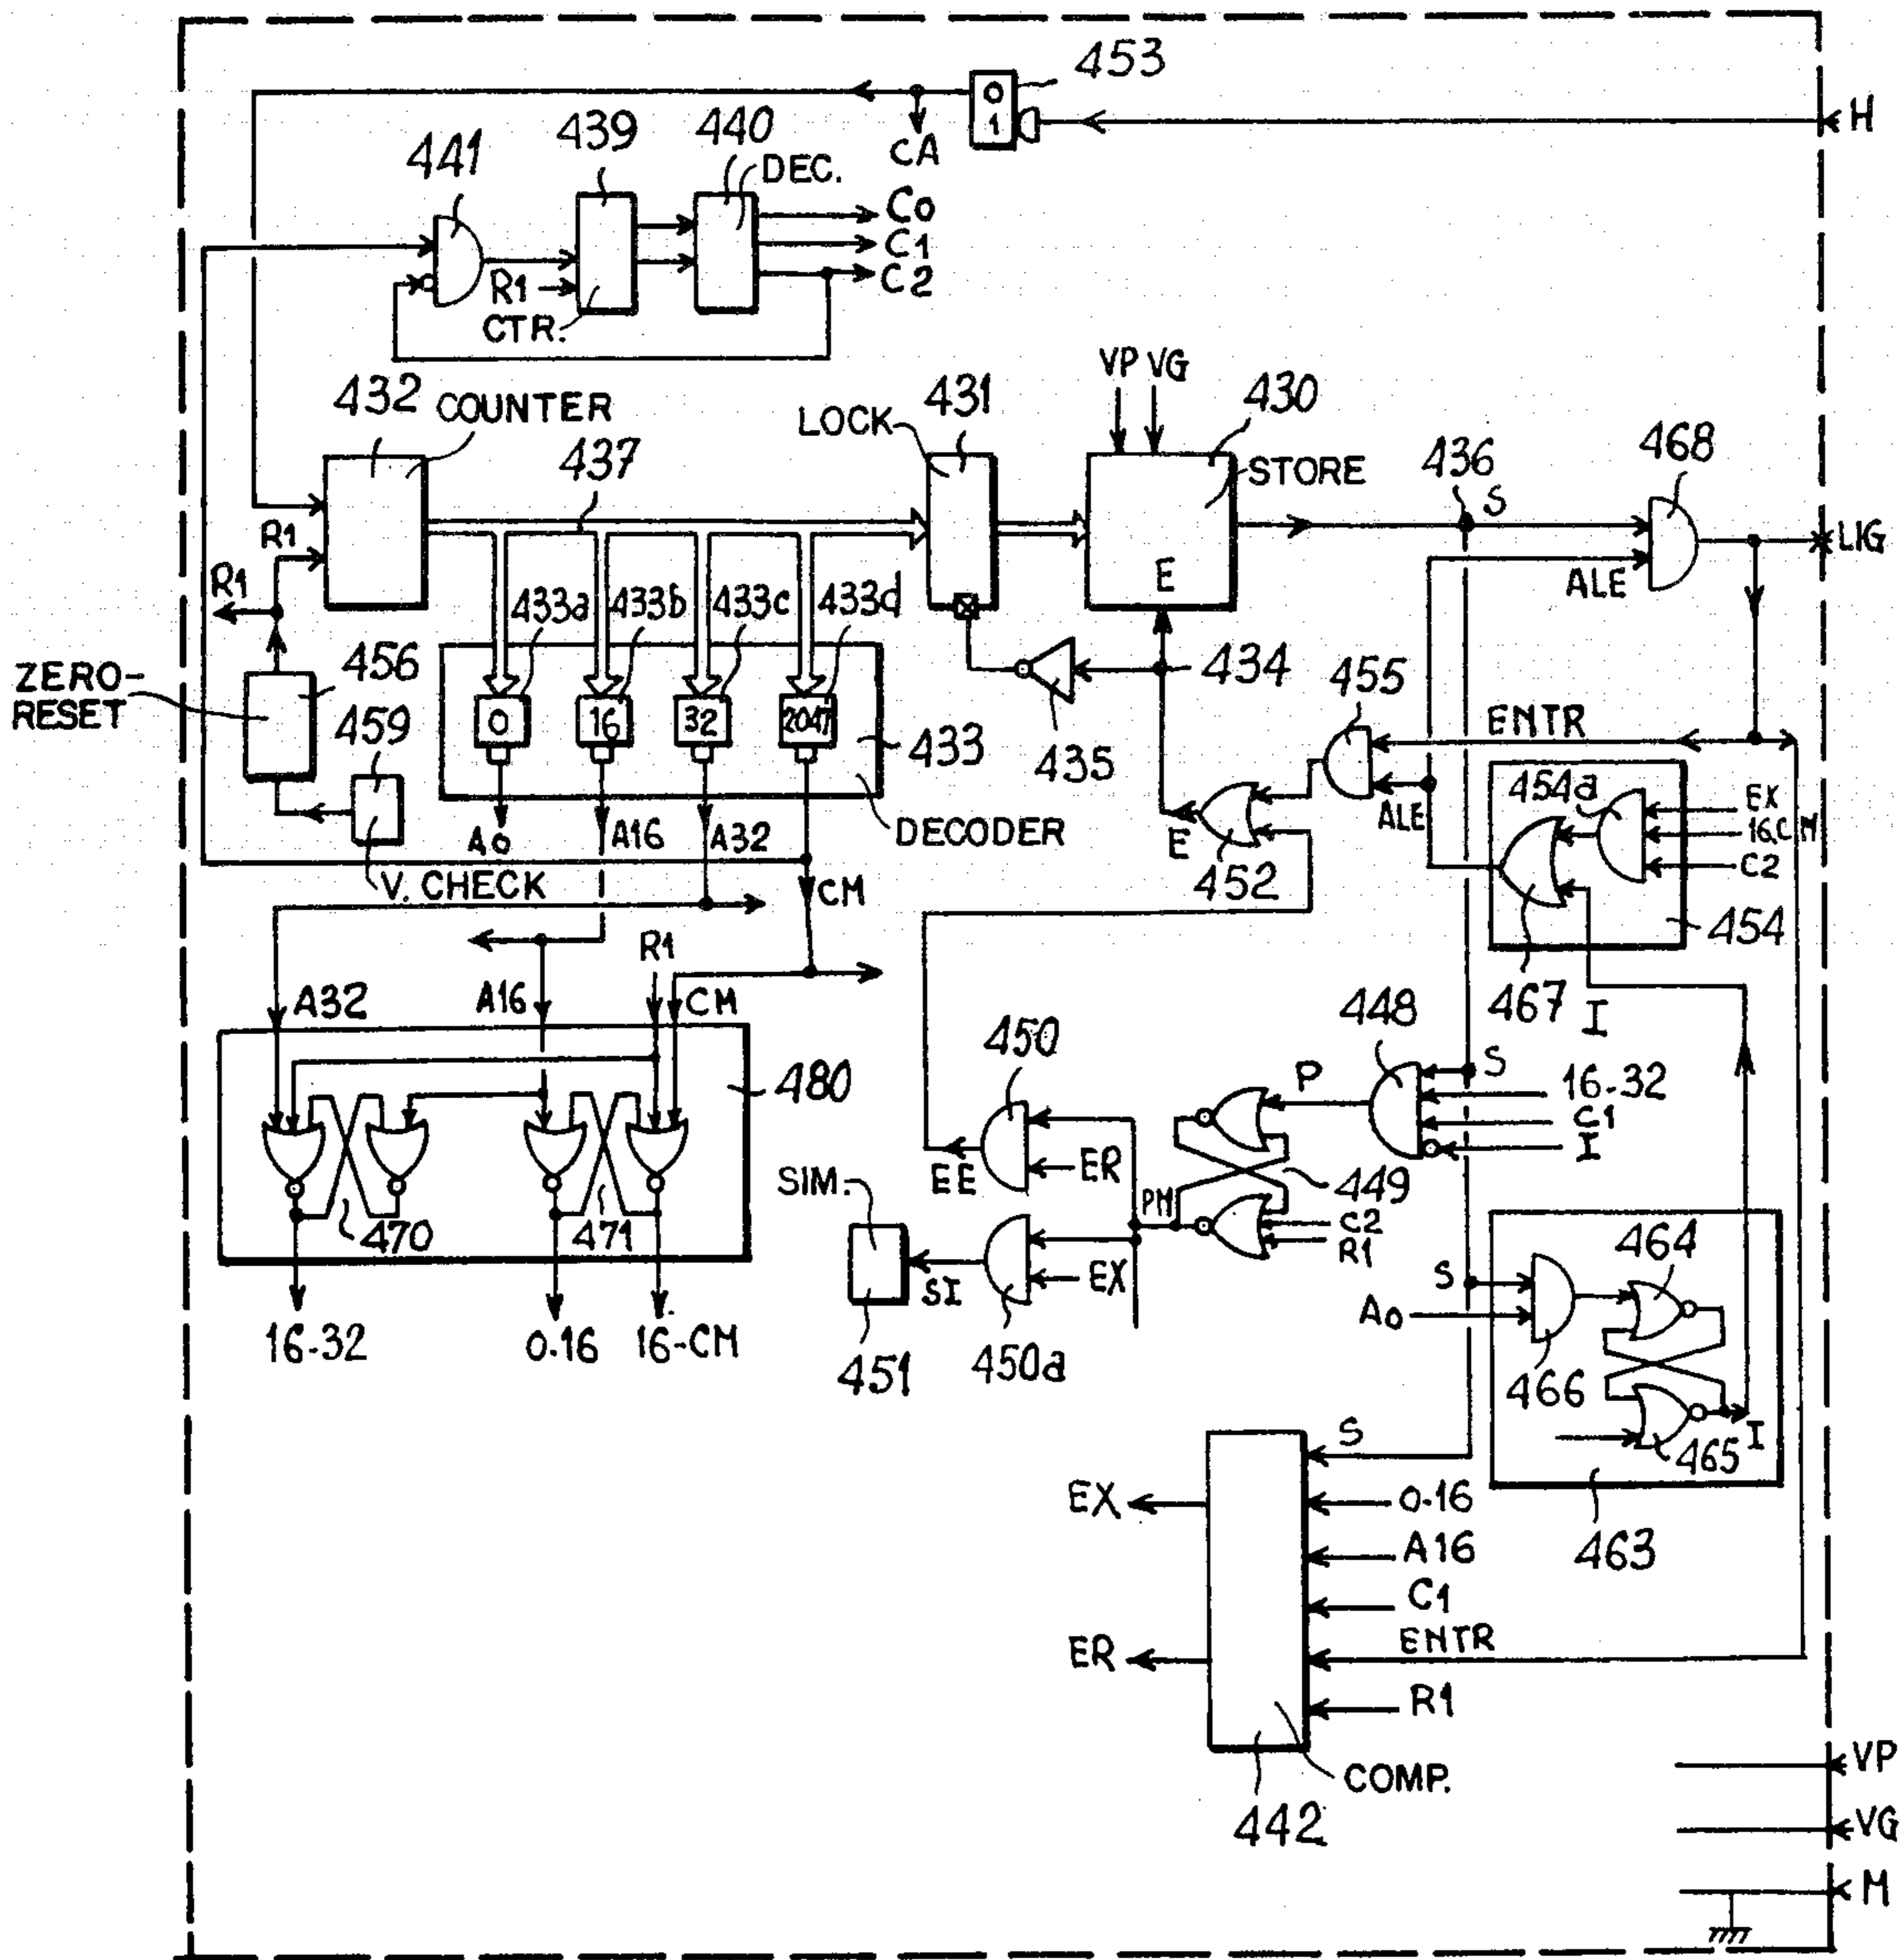 453
H
CA
441
439
440
DEC.
C0
C1
C2
R1
CTR.
432
COUNTER
437
LOCK
431
VP VG
430
STORE
436
S
468
LIG
R1
R1
E
ALE
433a
433b
433c
433d
0
16
32
2047
434
435
455
ENTR
ZERO-
RESET
456
459
433
DECODER
A0
A16
A32
CM
V. CHECK
E
452
ALE
454a
EX
16.CM
C2
467
454
I
A32
A16
R1
CM
480
470
471
16-32
0.16
16-CM
450
EE
ER
SIM.
451
SI
450a
EX
PM
P
448
S
16-32
C1
I
449
C2
R1
S
A0
464
466
465
I
463
S
EX
0.16
A16
C1
ER
ENTR
R1
COMP.
442
VP
VG
M